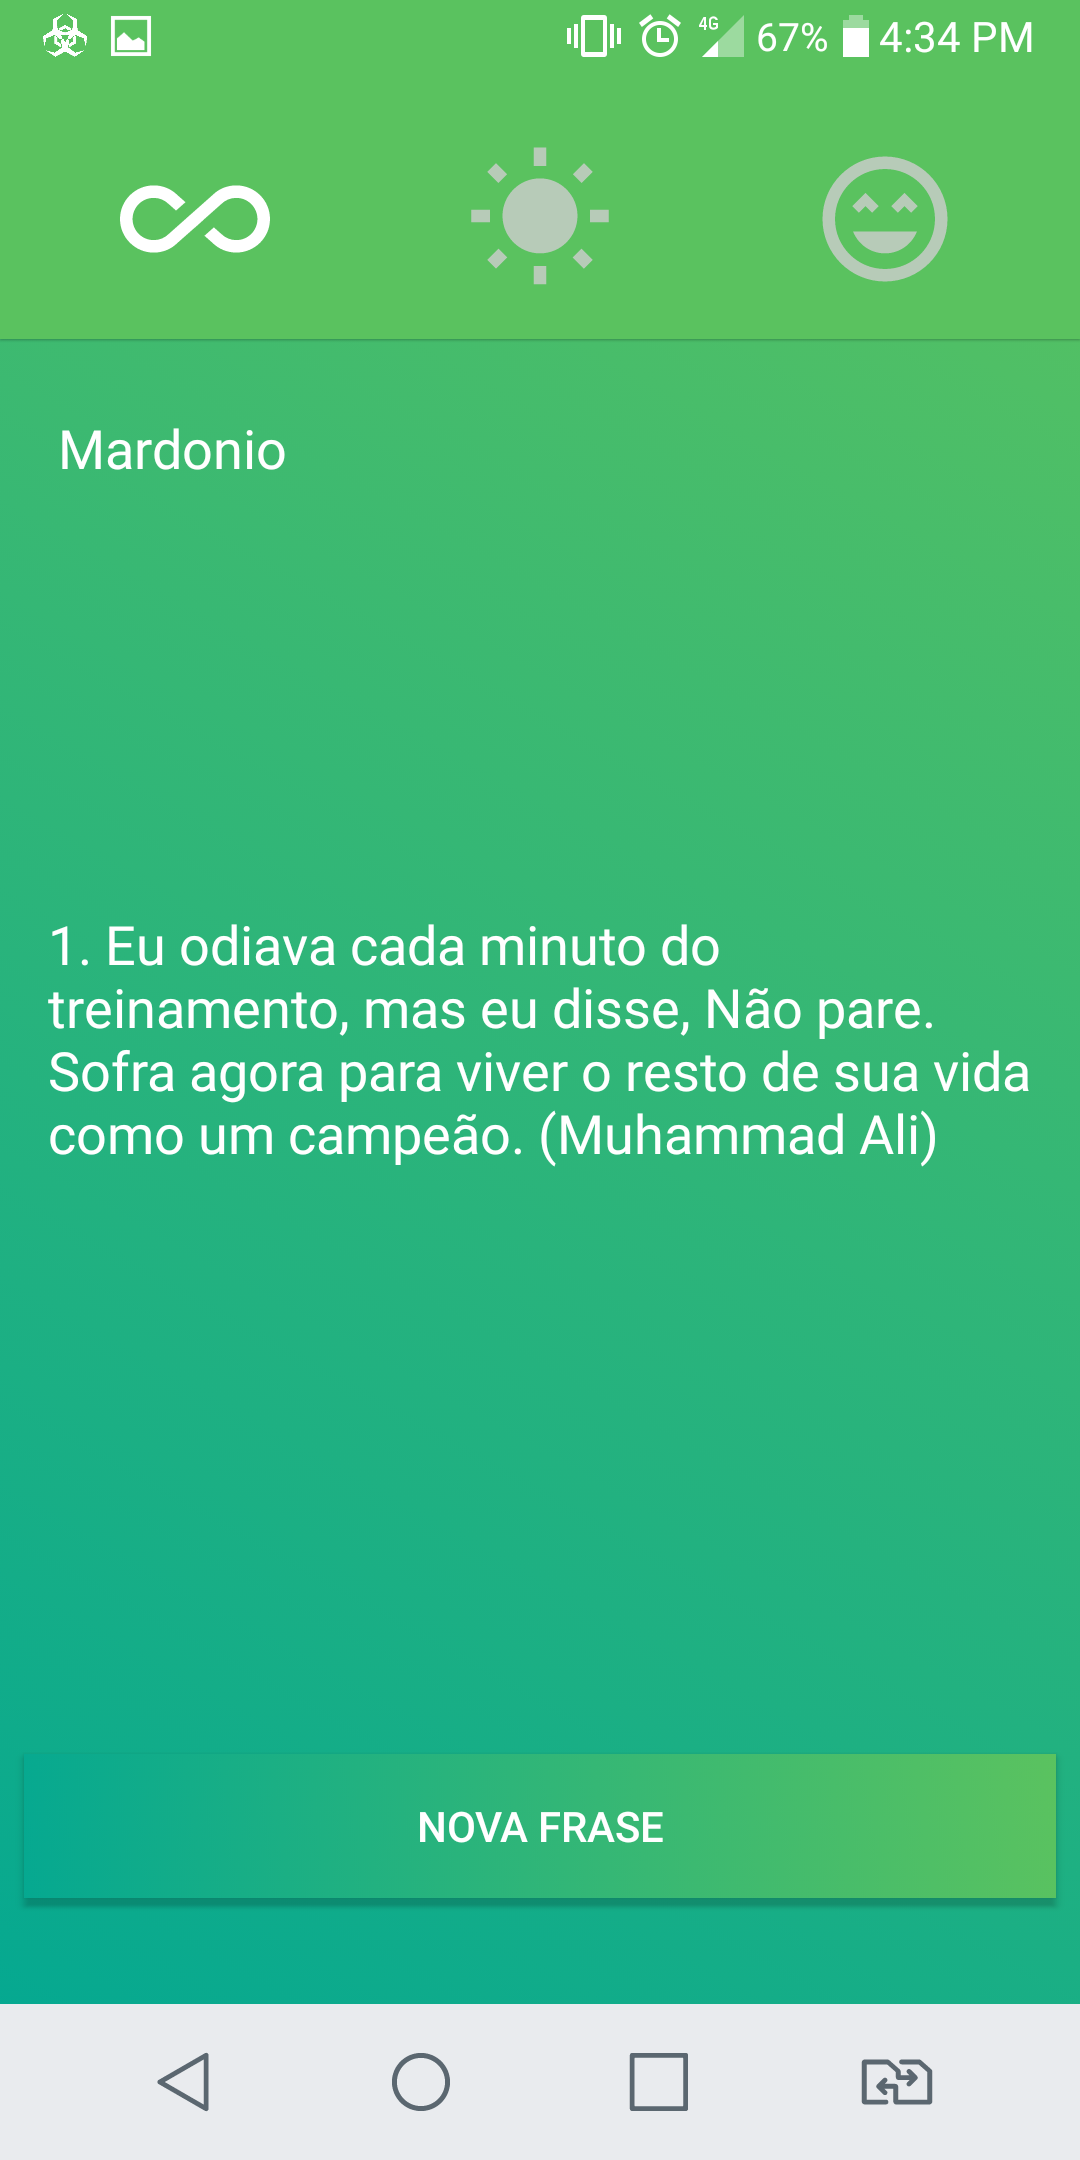 4G 67% 4:34 PM
Mardonio
1. Eu odiava cada minuto do
treinamento, mas eu disse, Não pare.
Sofra agora para viver o resto de sua vida
como um campeão. (Muhammad Ali)
NOVA FRASE